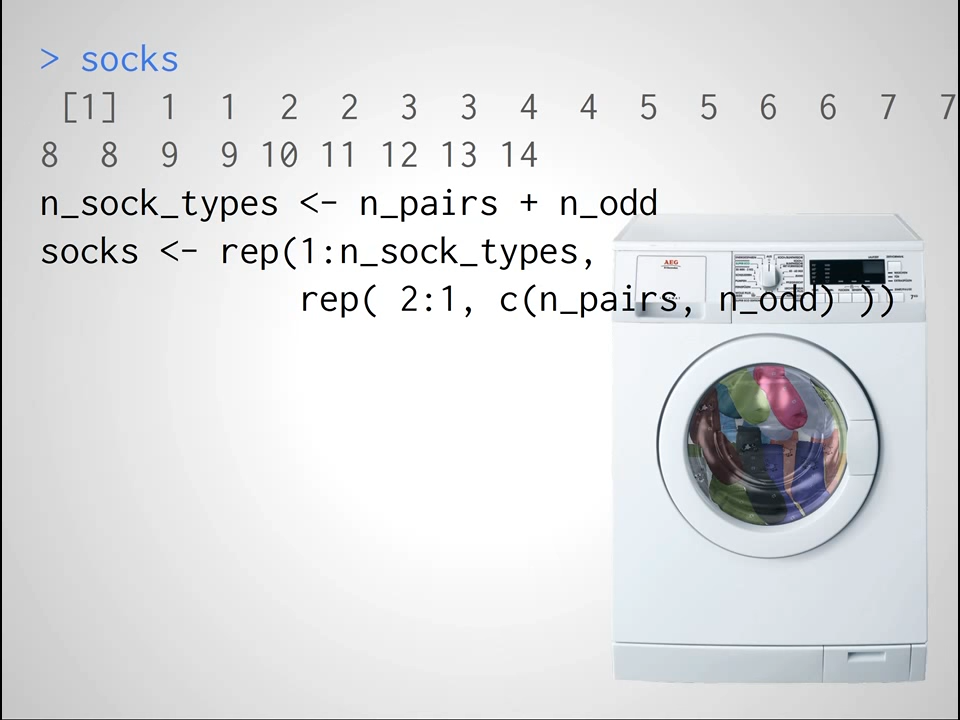 > socks
[1] 1 1 2 2 3 3 4 4 5 5 6 6 7 7
8 8 9 9 10 11 12 13 14
n_sock_types <- n_pairs + n_odd
socks <- rep(1:n_sock_types,
rep( 2:1, c(n_pairs, n_odd) ))
AEG